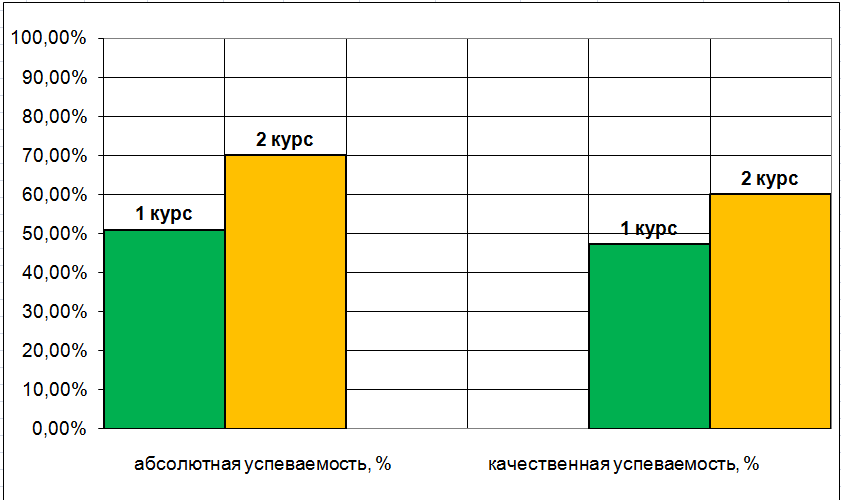 100,00%
90,00%
80,00%
70,00%
60,00%
50,00%
40,00%
30,00%
20,00%
10,00%
0,00%
1 курс
2 курс
1 курс
2 курс
абсолютная успеваемость, %
качественная успеваемость, %